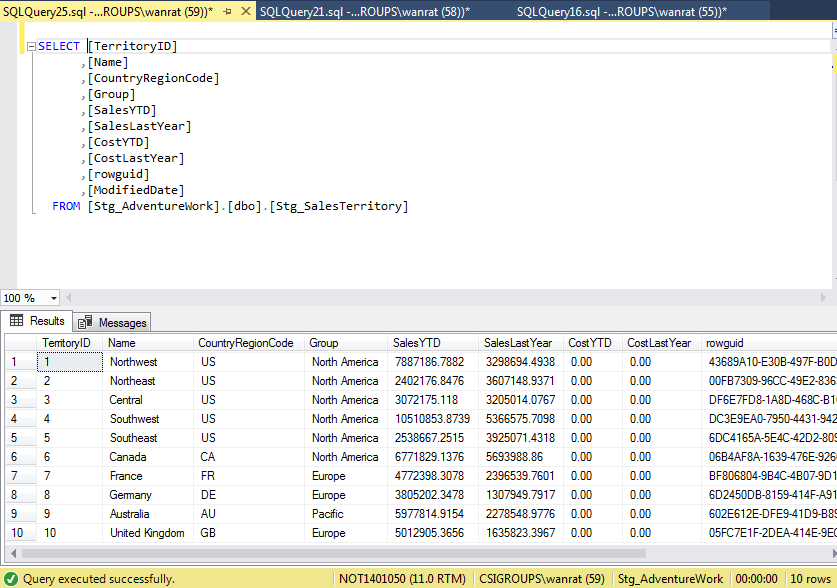 SQLQuery25.sql -...ROUPS\wanrat (59))* SQLQuery21.sql -...ROUPS\wanrat (58))* SQLQuery16.sql -...ROUPS\wanrat (55))*
SELECT [TerritoryID]
,[Name]
,[CountryRegionCode]
,[Group]
,[SalesYTD]
,[SalesLastYear]
,[CostYTD]
,[CostLastYear]
,[rowguid]
,[ModifiedDate]
FROM [Stg_AdventureWork].[dbo].[Stg_SalesTerritory]
100 %
Results Messages
TerritoryID Name CountryRegionCode Group SalesYTD SalesLastYear CostYTD CostLastYear rowguid
1 1 Northwest US North America 7887186.7882 3298694.4938 0.00 0.00 43689A10-E30B-497F-B0D
2 2 Northeast US North America 2402176.8476 3607148.9371 0.00 0.00 00FB7309-96CC-49E2-836
3 3 Central US North America 3072175.118 3205014.0767 0.00 0.00 DF6E7FD8-1A8D-468C-B1
4 4 Southwest US North America 10510853.8739 5366575.7098 0.00 0.00 DC3E9EA0-7950-4431-942
5 5 Southeast US North America 2538667.2515 3925071.4318 0.00 0.00 6DC4165A-5E4C-42D2-809
6 6 Canada CA North America 6771829.1376 5693988.86 0.00 0.00 06B4AF8A-1639-476E-926
7 7 France FR Europe 4772398.3078 2396539.7601 0.00 0.00 BF806804-9B4C-4B07-9D1
8 8 Germany DE Europe 3805202.3478 1307949.7917 0.00 0.00 6D2450DB-8159-414F-A91
9 9 Australia AU Pacific 5977814.9154 2278548.9776 0.00 0.00 602E612E-DFE9-41D9-B89
10 10 United Kingdom GB Europe 5012905.3656 1635823.3967 0.00 0.00 05FC7E1F-2DEA-414E-9E
Query executed successfully. NOT1401050 (11.0 RTM) CSIGROUPS\wanrat (59) Stg_AdventureWork 00:00:00 10 rows